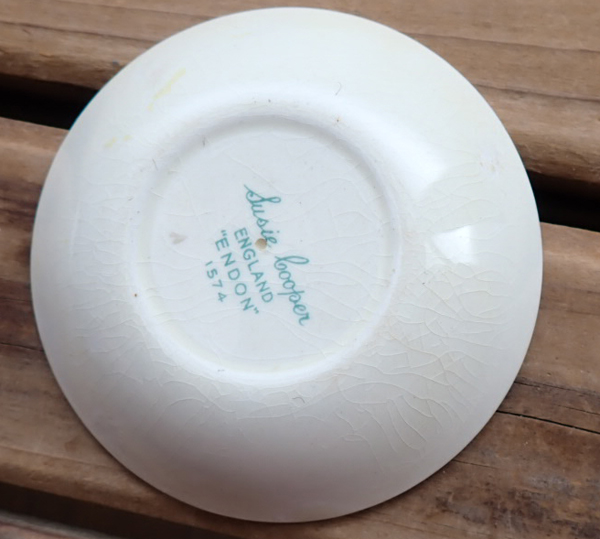 Susie Cooper
ENGLAND
"ENDON"
1574